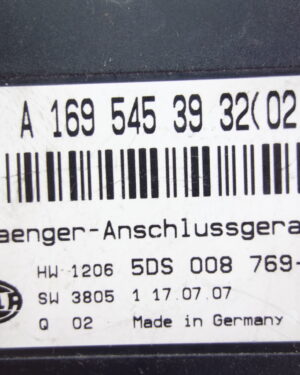 A 169 545 39 32(02
aenger-Anschlussgera
HW 1206 5DS 008 769-
SW 3805 1 17.07.07
Q 02 Made in Germany